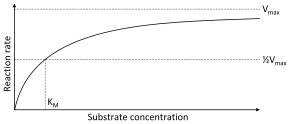 Vmax
½Vmax
Reaction rate
KM
Substrate concentration